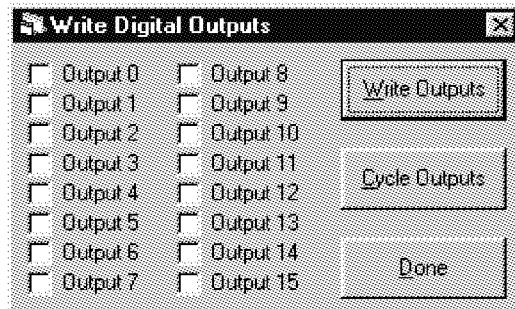 Write Digital Outputs
Output 0
Output 1
Output 2
Output 3
Output 4
Output 5
Output 6
Output 7
Output 8
Output 9
Output 10
Output 11
Output 12
Output 13
Output 14
Output 15
Write Outputs
Cycle Outputs
Done